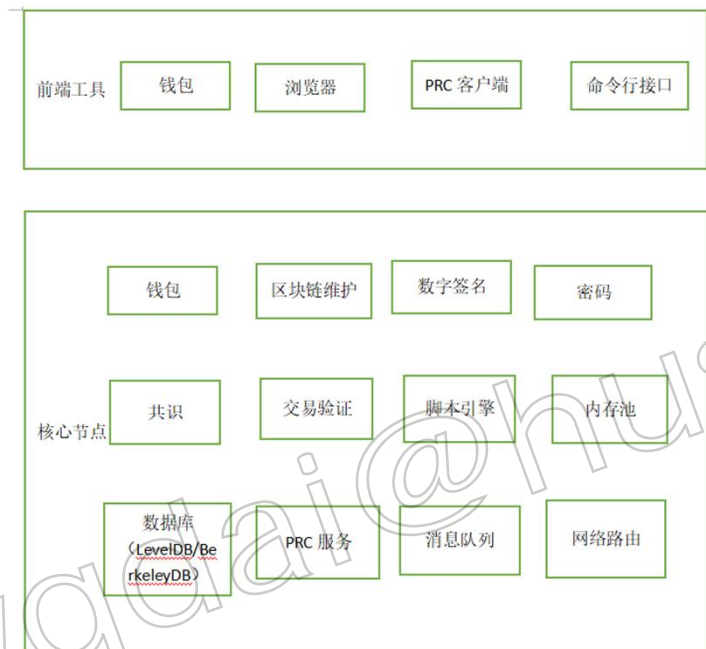 前端工具
钱包
浏览器
PRC 客户端
命令行接口
钱包
区块链维护
数字签名
密码
核心节点
共识
交易验证
脚本引擎
内存池
数据库
（LevelDB/Be
rkeleyDB）
PRC 服务
消息队列
网络路由